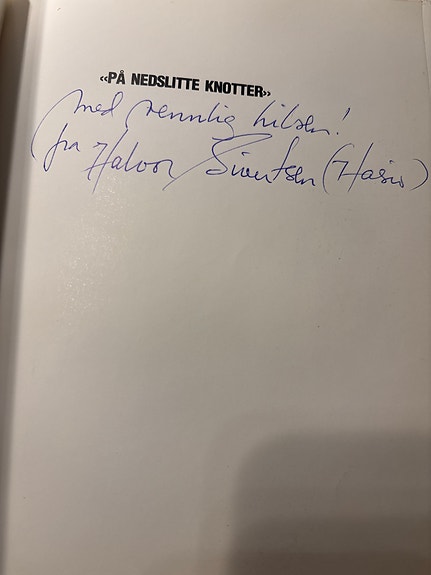 «PÅ NEDSLITTE KNOTTER»
med vennlig hilsen!
fra Halvor Sivertsen (Hasiv)